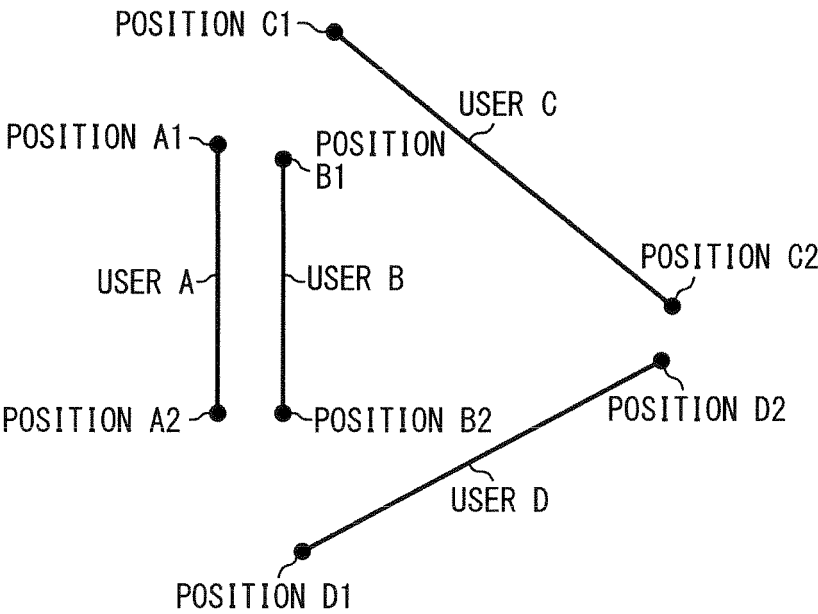 POSITION C1
USER C
POSITION A1
POSITION
B1
POSITION C2
USER A
USER B
POSITION A2
POSITION B2
POSITION D2
USER D
POSITION D1